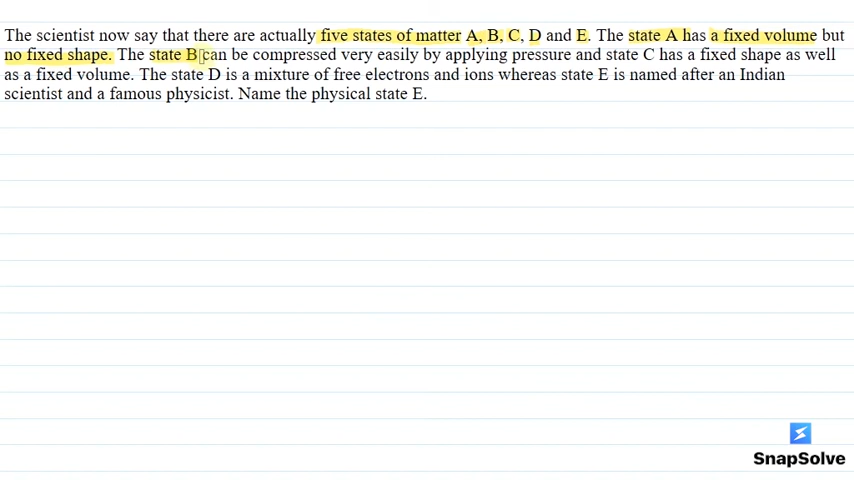 The scientist now say that there are actually five states of matter A, B, C, D and E. The state A has a fixed volume but
no fixed shape. The state B can be compressed very easily by applying pressure and state C has a fixed shape as well
as a fixed volume. The state D is a mixture of free electrons and ions whereas state E is named after an Indian
scientist and a famous physicist. Name the physical state E.
SnapSolve